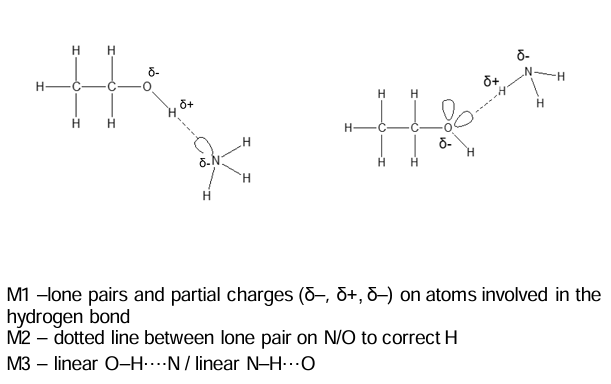 H H
δ-
H C C O
H δ+
H H
H
δ- N
H
H
δ-
N H
δ+
H
H
H H
H C C O
δ-
H
H H
M1 –lone pairs and partial charges (δ–, δ+, δ–) on atoms involved in the
hydrogen bond
M2 – dotted line between lone pair on N/O to correct H
M3 – linear O–H····N / linear N–H···O